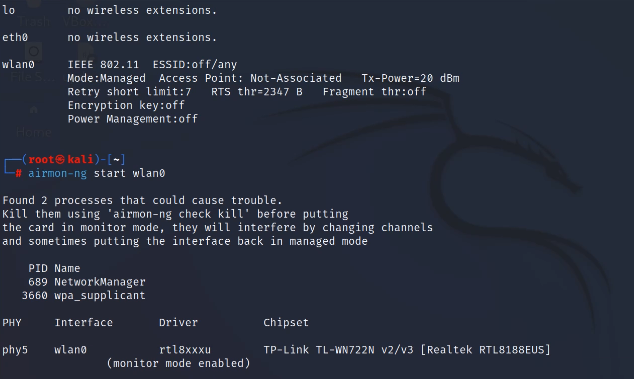 lo        no wireless extensions.
eth0      no wireless extensions.
wlan0     IEEE 802.11  ESSID:off/any
          Mode:Managed  Access Point: Not-Associated   Tx-Power=20 dBm
          Retry short limit:7   RTS thr=2347 B   Fragment thr:off
          Encryption key:off
          Power Management:off
┌──(root㉿kali)-[~]
└─# airmon-ng start wlan0
Found 2 processes that could cause trouble.
Kill them using 'airmon-ng check kill' before putting
the card in monitor mode, they will interfere by changing channels
and sometimes putting the interface back in managed mode
    PID Name
    689 NetworkManager
   3660 wpa_supplicant
PHY     Interface       Driver          Chipset
phy5    wlan0           rtl8xxxu        TP-Link TL-WN722N v2/v3 [Realtek RTL8188EUS]
                (monitor mode enabled)